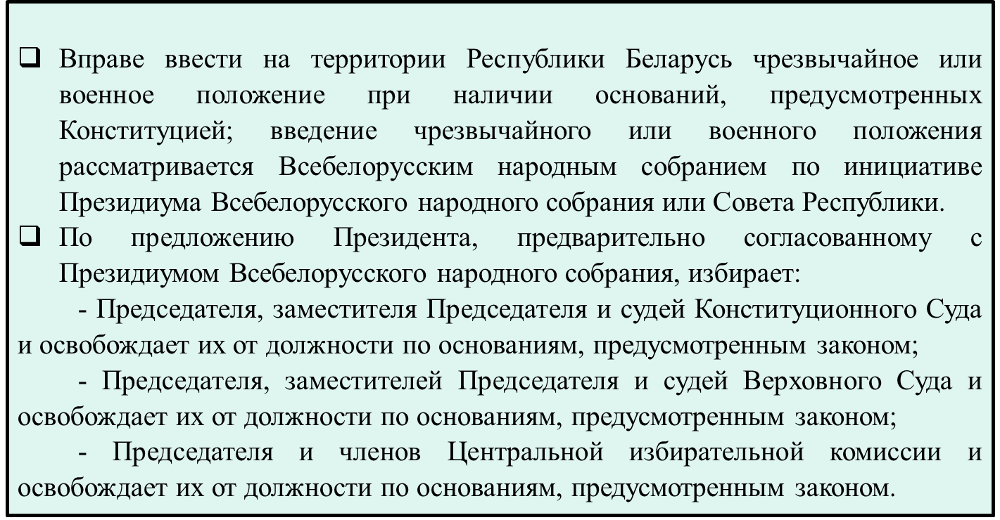 ❑ Вправе ввести на территории Республики Беларусь чрезвычайное или
военное положение при наличии оснований, предусмотренных
Конституцией; введение чрезвычайного или военного положения
рассматривается Всебелорусским народным собранием по инициативе
Президиума Всебелорусского народного собрания или Совета Республики.
❑ По предложению Президента, предварительно согласованному с
Президиумом Всебелорусского народного собрания, избирает:
- Председателя, заместителя Председателя и судей Конституционного Суда
и освобождает их от должности по основаниям, предусмотренным законом;
- Председателя, заместителей Председателя и судей Верховного Суда и
освобождает их от должности по основаниям, предусмотренным законом;
- Председателя и членов Центральной избирательной комиссии и
освобождает их от должности по основаниям, предусмотренным законом.